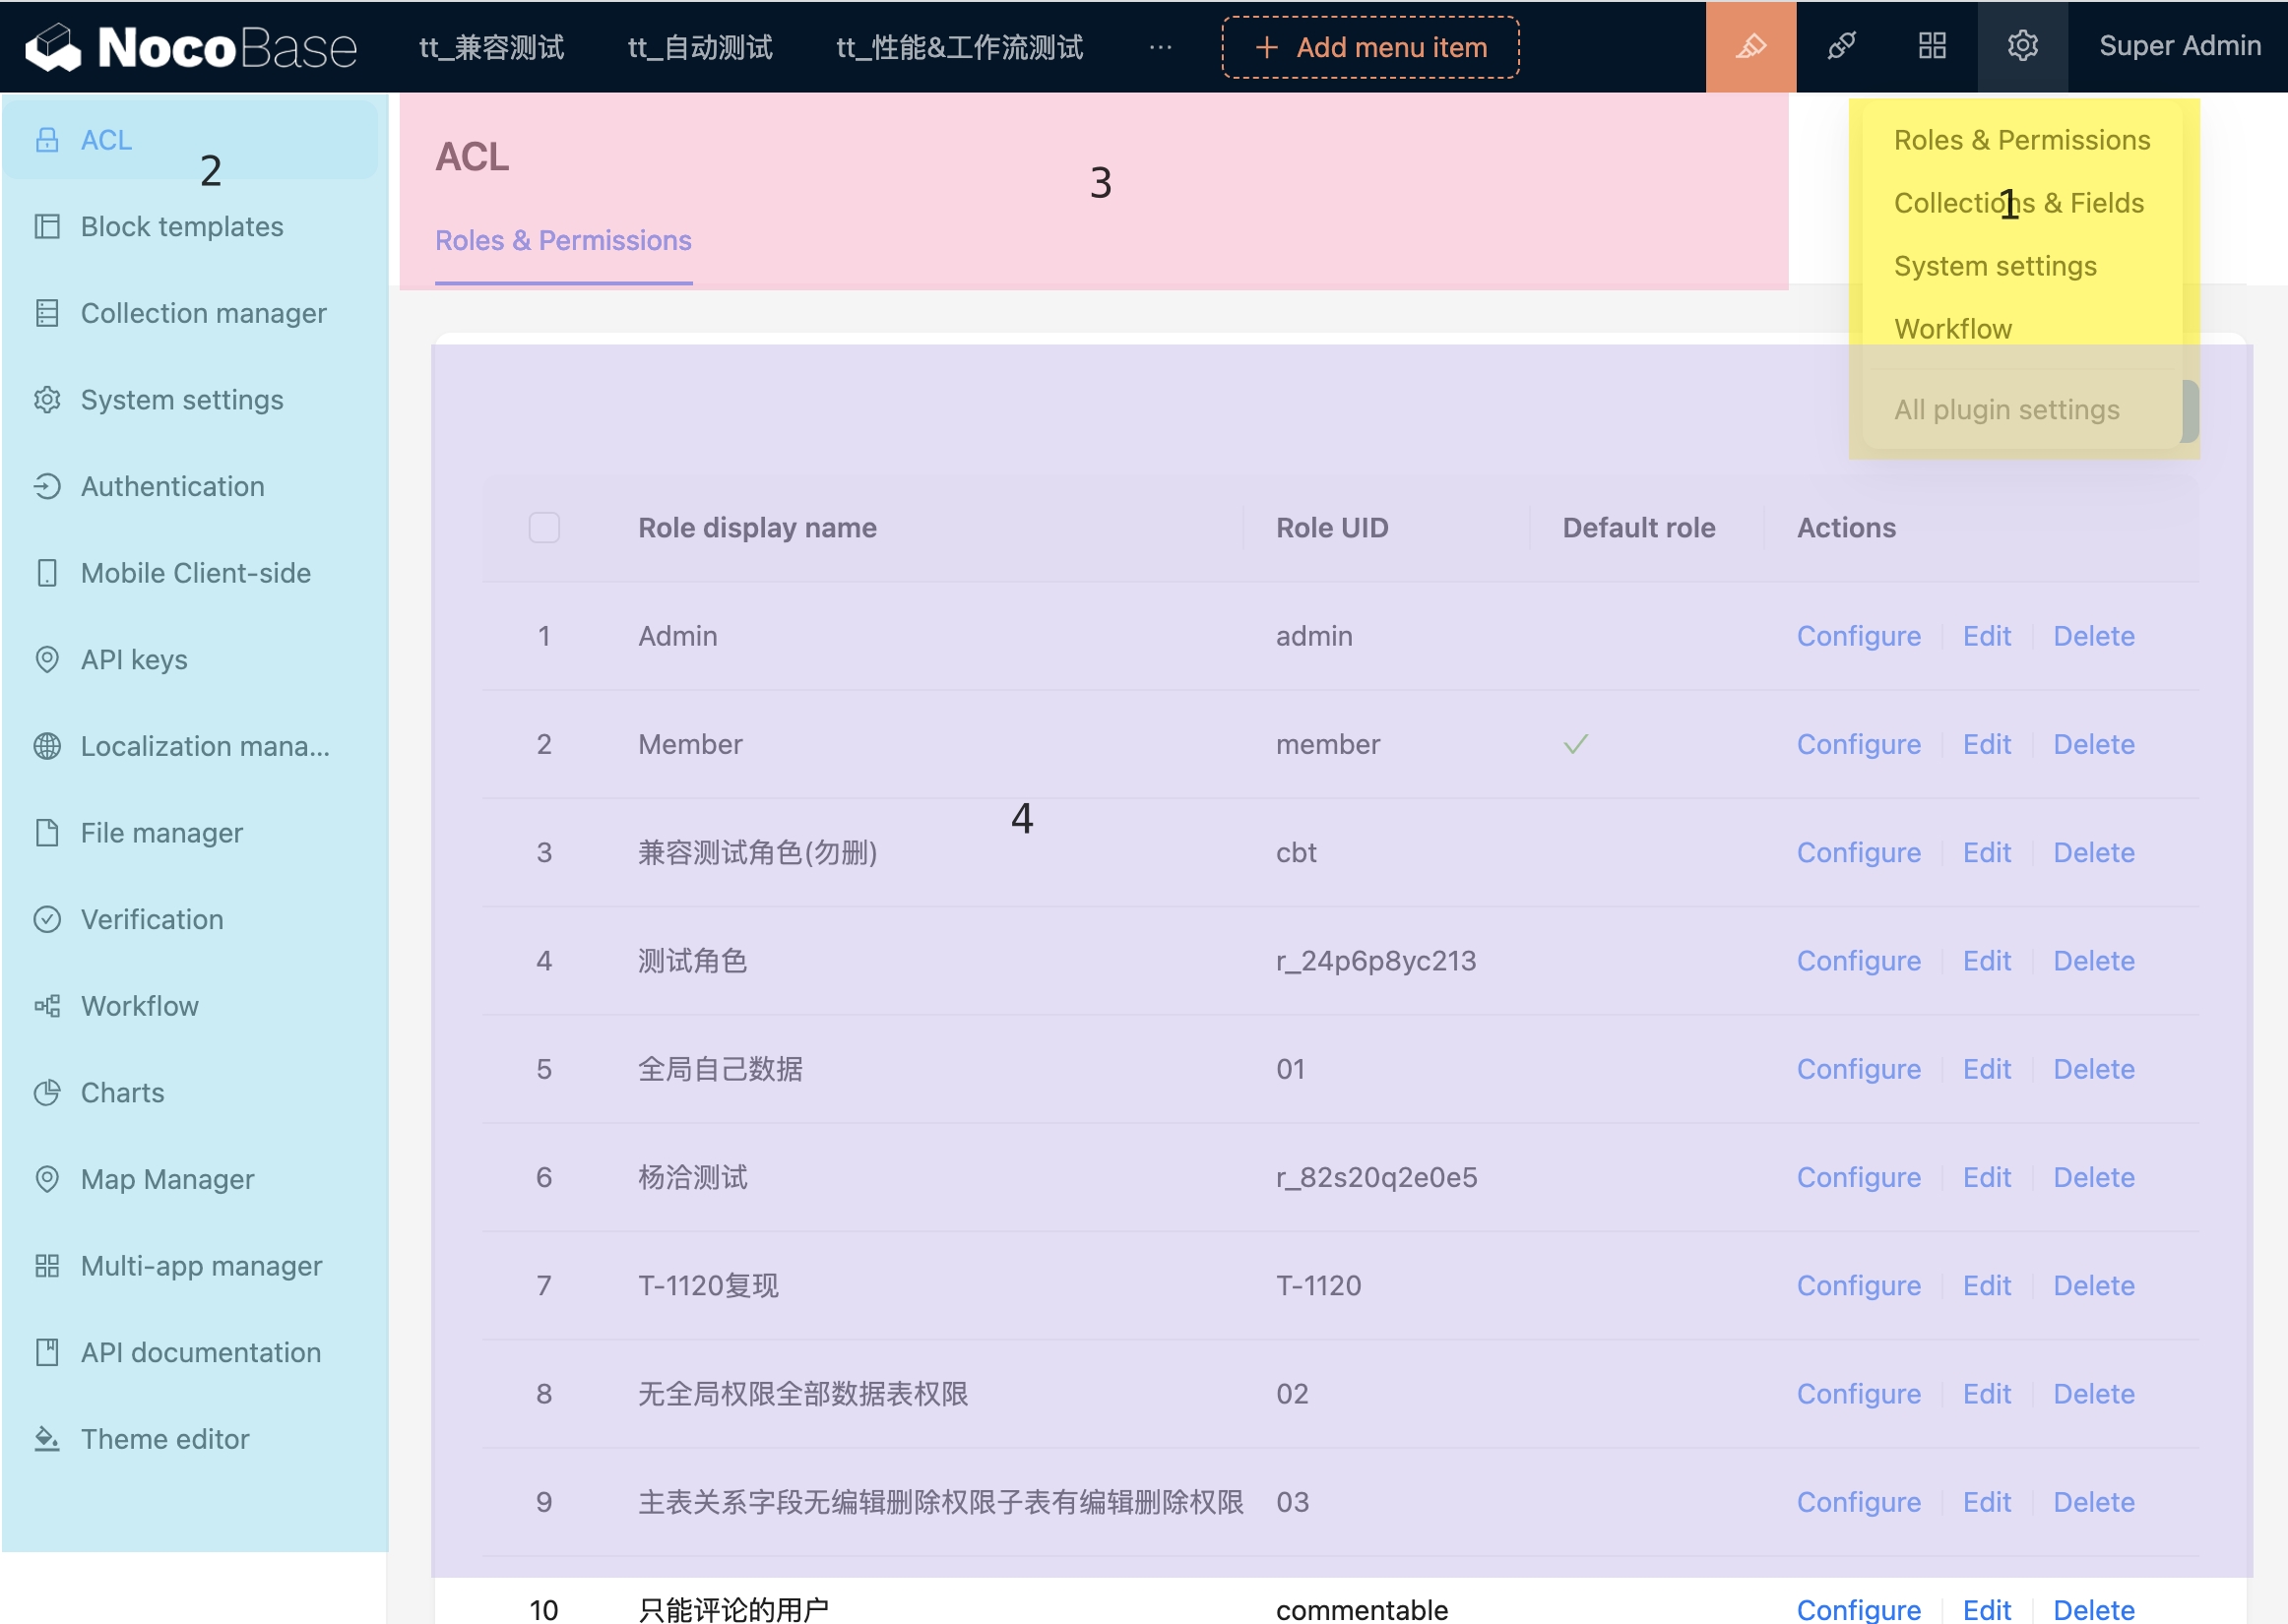 NocoBase tt_兼容测试 tt_自动测试 tt_性能&工作流测试 ··· + Add menu item Super Admin
ACL
2
Block templates
Collection manager
System settings
Authentication
Mobile Client-side
API keys
Localization mana...
File manager
Verification
Workflow
Charts
Map Manager
Multi-app manager
API documentation
Theme editor
ACL
3
Roles & Permissions
Roles & Permissions
Collections & Fields
1
System settings
Workflow
All plugin settings
Role display name Role UID Default role Actions
1 Admin admin Configure Edit Delete
2 Member member Configure Edit Delete
4
3 兼容测试角色(勿删) cbt Configure Edit Delete
4 测试角色 r_24p6p8yc213 Configure Edit Delete
5 全局自己数据 01 Configure Edit Delete
6 杨洽测试 r_82s20q2e0e5 Configure Edit Delete
7 T-1120复现 T-1120 Configure Edit Delete
8 无全局权限全部数据表权限 02 Configure Edit Delete
9 主表关系字段无编辑删除权限子表有编辑删除权限 03 Configure Edit Delete
10 只能评论的用户 commentable Configure Edit Delete